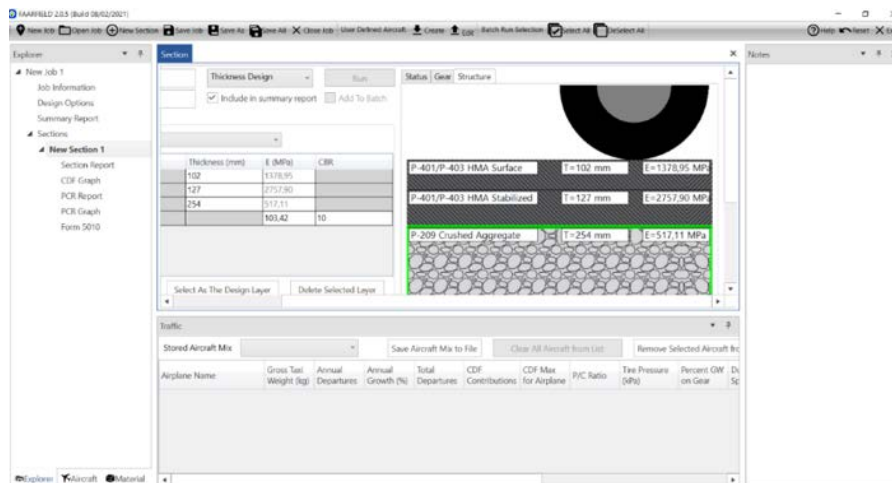 FAARFIELD 2.0.5 (Build 08/02/2021)
New Job Open Job New Section Save Job Save As Save All Close Job User Defined Aircraft Create Edit Batch Run Selection Select All DeSelect All Help Reset
Explorer
New Job 1
Job Information
Design Options
Summary Report
Sections
New Section 1
Section Report
CDF Graph
PCR Report
PCR Graph
Form 5010
Explorer Aircraft Material
Section
Thickness Design Run
Include in summary report Add To Batch
Thickness (mm) E (MPa) CBR
102 1378,95
127 2757,90
254 517,11
103,42 10
Select As The Design Layer Delete Selected Layer
Status Gear Structure
P-401/P-403 HMA Surface T=102 mm E=1378,95 MPa
P-401/P-403 HMA Stabilized T=127 mm E=2757,90 MPa
P-209 Crushed Aggregate T=254 mm E=517,11 MPa
Traffic
Stored Aircraft Mix Save Aircraft Mix to File Clear All Aircraft from List Remove Selected Aircraft fro
Airplane Name
Gross Taxi Weight (kg)
Annual Departures
Annual Growth (%)
Total Departures
CDF Contributions
CDF Max for Airplane
P/C Ratio
Tire Pressure (kPa)
Percent GW on Gear
Notes